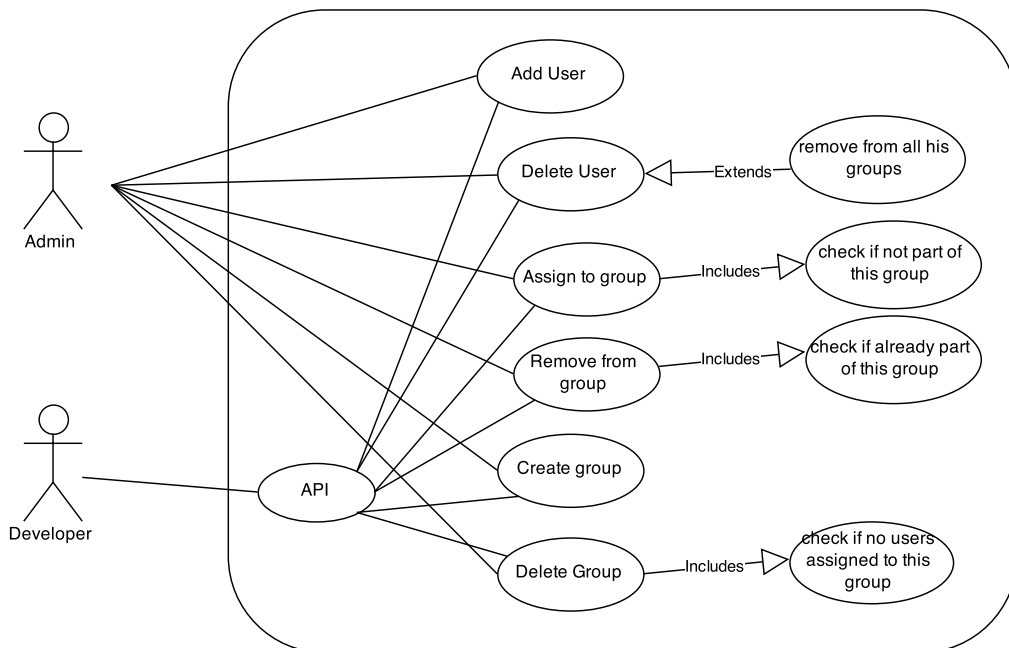 Add User
Admin
Delete User
Extends
remove from all his
groups
Assign to group
Includes
check if not part of
this group
Remove from
group
Includes
check if already part
of this group
Developer
API
Create group
Delete Group
Includes
check if no users
assigned to this
group